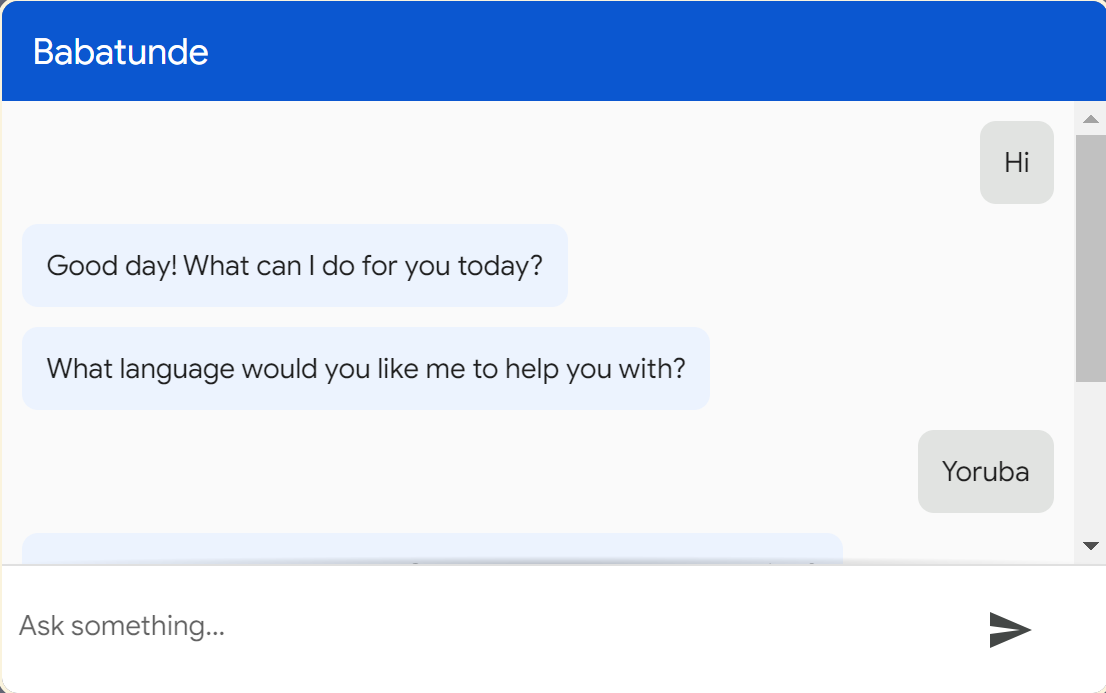 Babatunde
Hi
Good day! What can I do for you today?
What language would you like me to help you with?
Yoruba
Ask something...